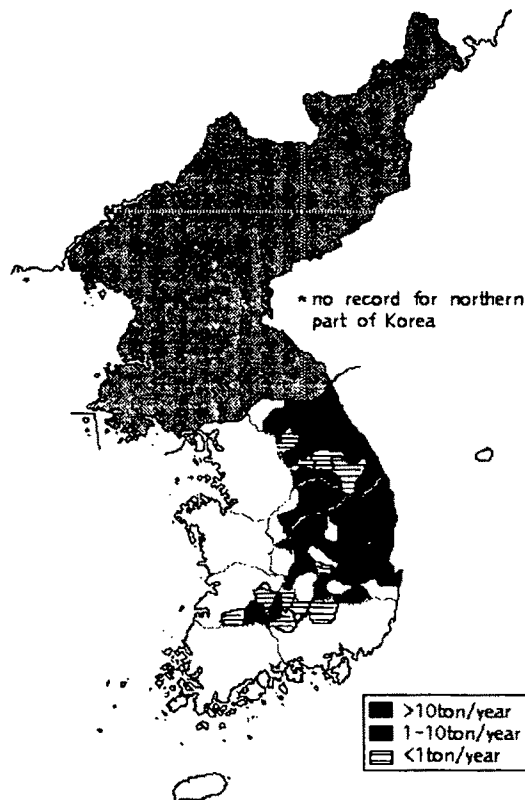 * no record for northern
part of Korea
>10ton/year
1-10ton/year
<1ton/year